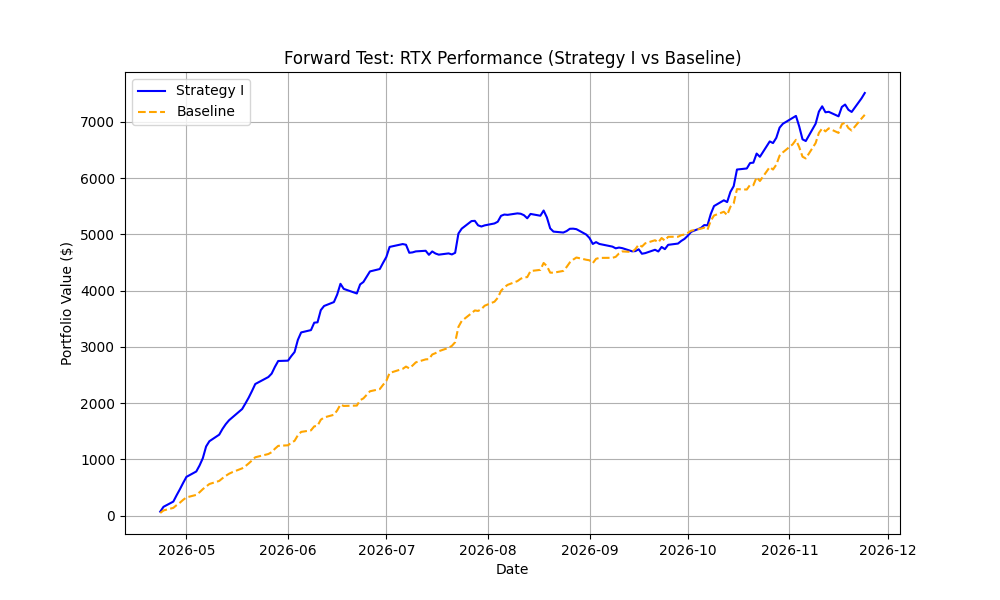 Forward Test: RTX Performance (Strategy I vs Baseline)
Strategy I
Baseline
Portfolio Value ($)
7000
6000
5000
4000
3000
2000
1000
0
2026-05 2026-06 2026-07 2026-08 2026-09 2026-10 2026-11 2026-12
Date